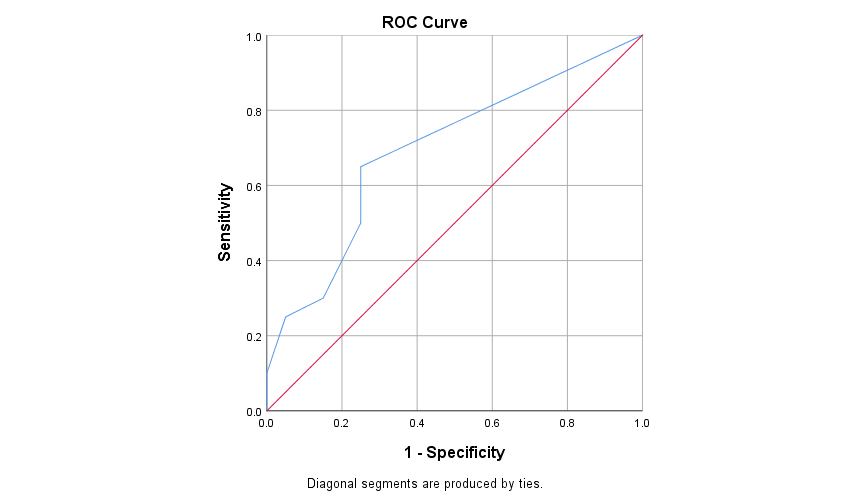 ROC Curve
1.0
0.8
0.6
0.4
0.2
0.0
Sensitivity
0.0 0.2 0.4 0.6 0.8 1.0
1 - Specificity
Diagonal segments are produced by ties.